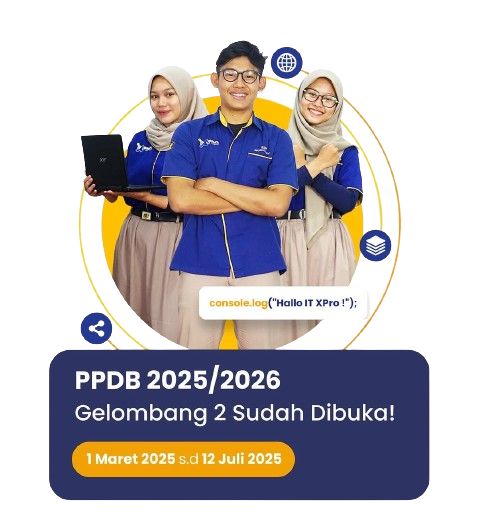 console.log("Hallo IT XPro !");
PPDB 2025/2026
Gelombang 2 Sudah Dibuka!
1 Maret 2025 s.d 12 Juli 2025